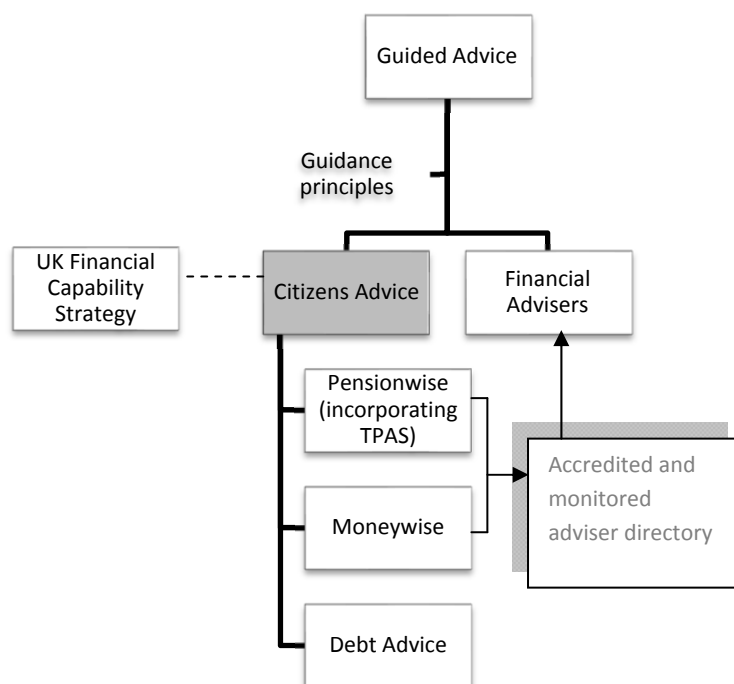 Guided Advice
Guidance
principles
UK Financial
Capability
Strategy
Citizens Advice
Financial
Advisers
Pensionwise
(incorporating
TPAS)
Accredited and
monitored
adviser directory
Moneywise
Debt Advice